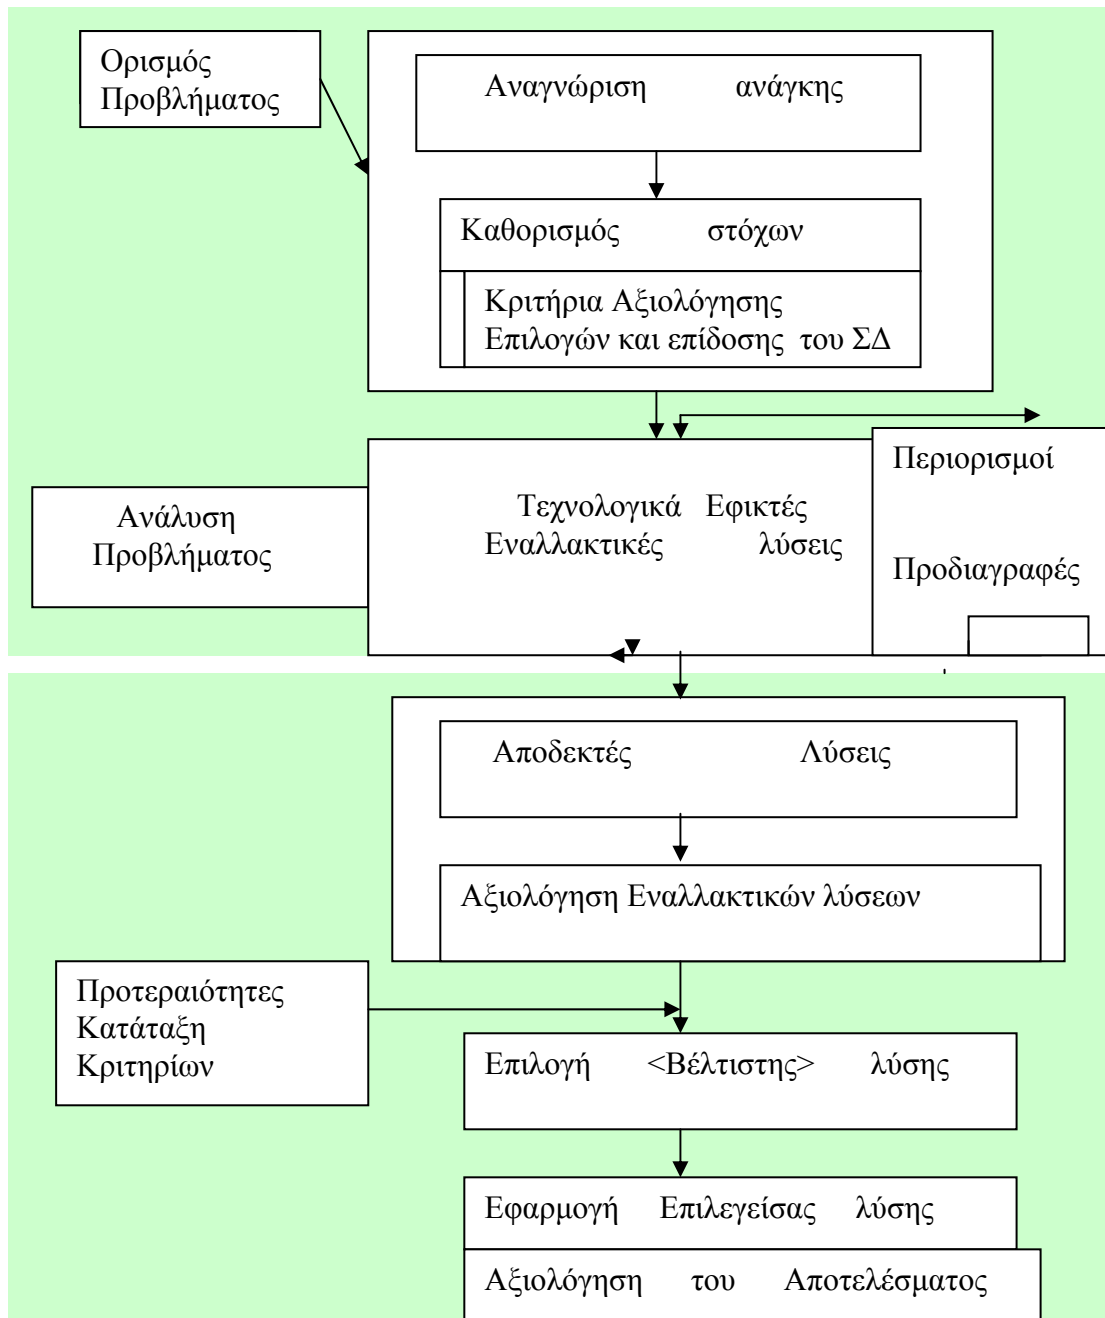 Ορισμός
Προβλήματος
Αναγνώριση ανάγκης
Καθορισμός στόχων
Κριτήρια Αξιολόγησης
Επιλογών και επίδοσης του ΣΔ
Περιορισμοί
Προδιαγραφές
Τεχνολογικά Εφικτές
Εναλλακτικές λύσεις
Ανάλυση
Προβλήματος
Αποδεκτές Λύσεις
Αξιολόγηση Εναλλακτικών λύσεων
Προτεραιότητες
Κατάταξη
Κριτηρίων
Επιλογή <Βέλτιστης> λύσης
Εφαρμογή Επιλεγείσας λύσης
Αξιολόγηση του Αποτελέσματος